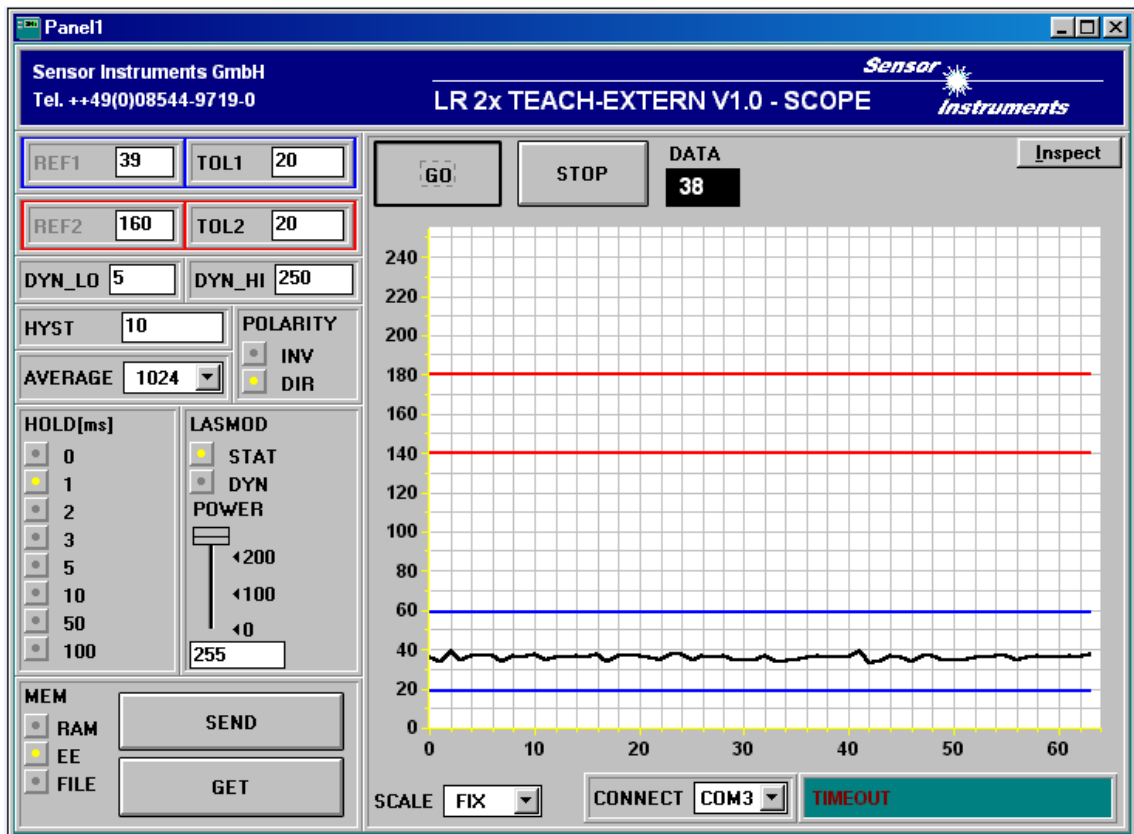 Panel1
Sensor Instruments GmbH
Tel. ++49(0)08544-9719-0
LR 2x TEACH-EXTERN V1.0 - SCOPE
Sensor
Instruments
REF1 39 TOL1 20
REF2 160 TOL2 20
DYN_LO 5 DYN_HI 250
HYST 10
POLARITY
INV
DIR
AVERAGE 1024
HOLD[ms]
0
1
2
3
5
10
50
100
LASMOD
STAT
DYN
POWER
200
100
0
255
MEM
RAM
EE
FILE
SEND
GET
GO STOP
DATA
38
Inspect
240
220
200
180
160
140
120
100
80
60
40
20
0
0 10 20 30 40 50 60
SCALE FIX CONNECT COM3 TIMEOUT